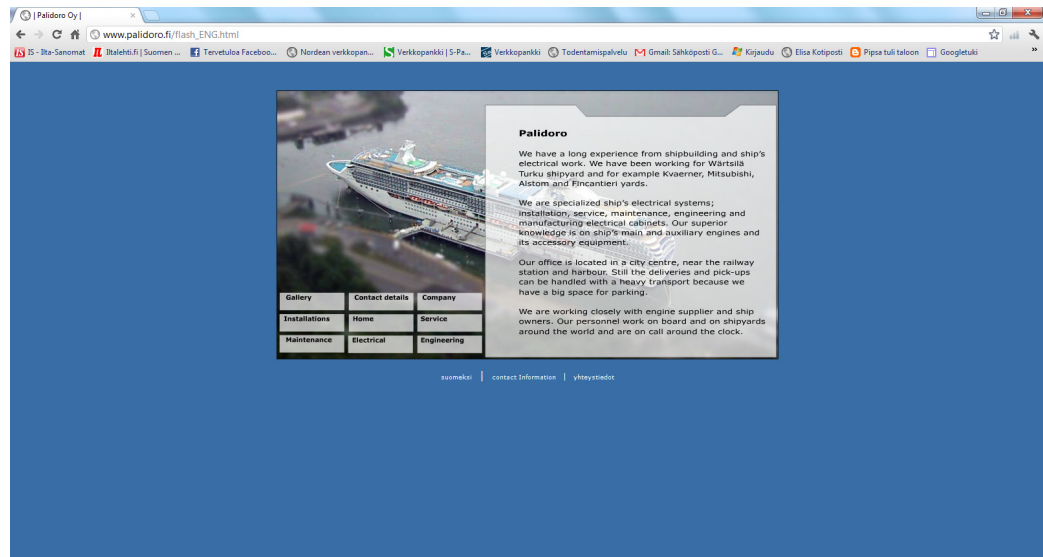 | Palidoro Oy |
www.palidoro.fi/flash_ENG.html
IS - Ilta-Sanomat Iltalehti.fi | Suomen ... Tervetuloa Faceboo... Nordean verkkopan... Verkkopankki | S-Pa... Verkkopankki Todentamispalvelu Gmail: Sähköposti G... Kirjaudu Elisa Kotiposti Pipsa tuli taloon Googletuki »
Palidoro
We have a long experience from shipbuilding and ship's
electrical work. We have been working for Wärtsilä
Turku shipyard and for example Kvaerner, Mitsubishi,
Alstom and Fincantieri yards.
We are specialized ship's electrical systems;
installation, service, maintenance, engineering and
manufacturing electrical cabinets. Our superior
knowledge is on ship's main and auxiliary engines and
its accessory equipment.
Our office is located in a city centre, near the railway
station and harbour. Still the deliveries and pick-ups
can be handled with a heavy transport because we
have a big space for parking.
We are working closely with engine supplier and ship
owners. Our personnel work on board and on shipyards
around the world and are on call around the clock.
Gallery Contact details Company
Installations Home Service
Maintenance Electrical Engineering
suomeksi | contact Information | yhteystiedot